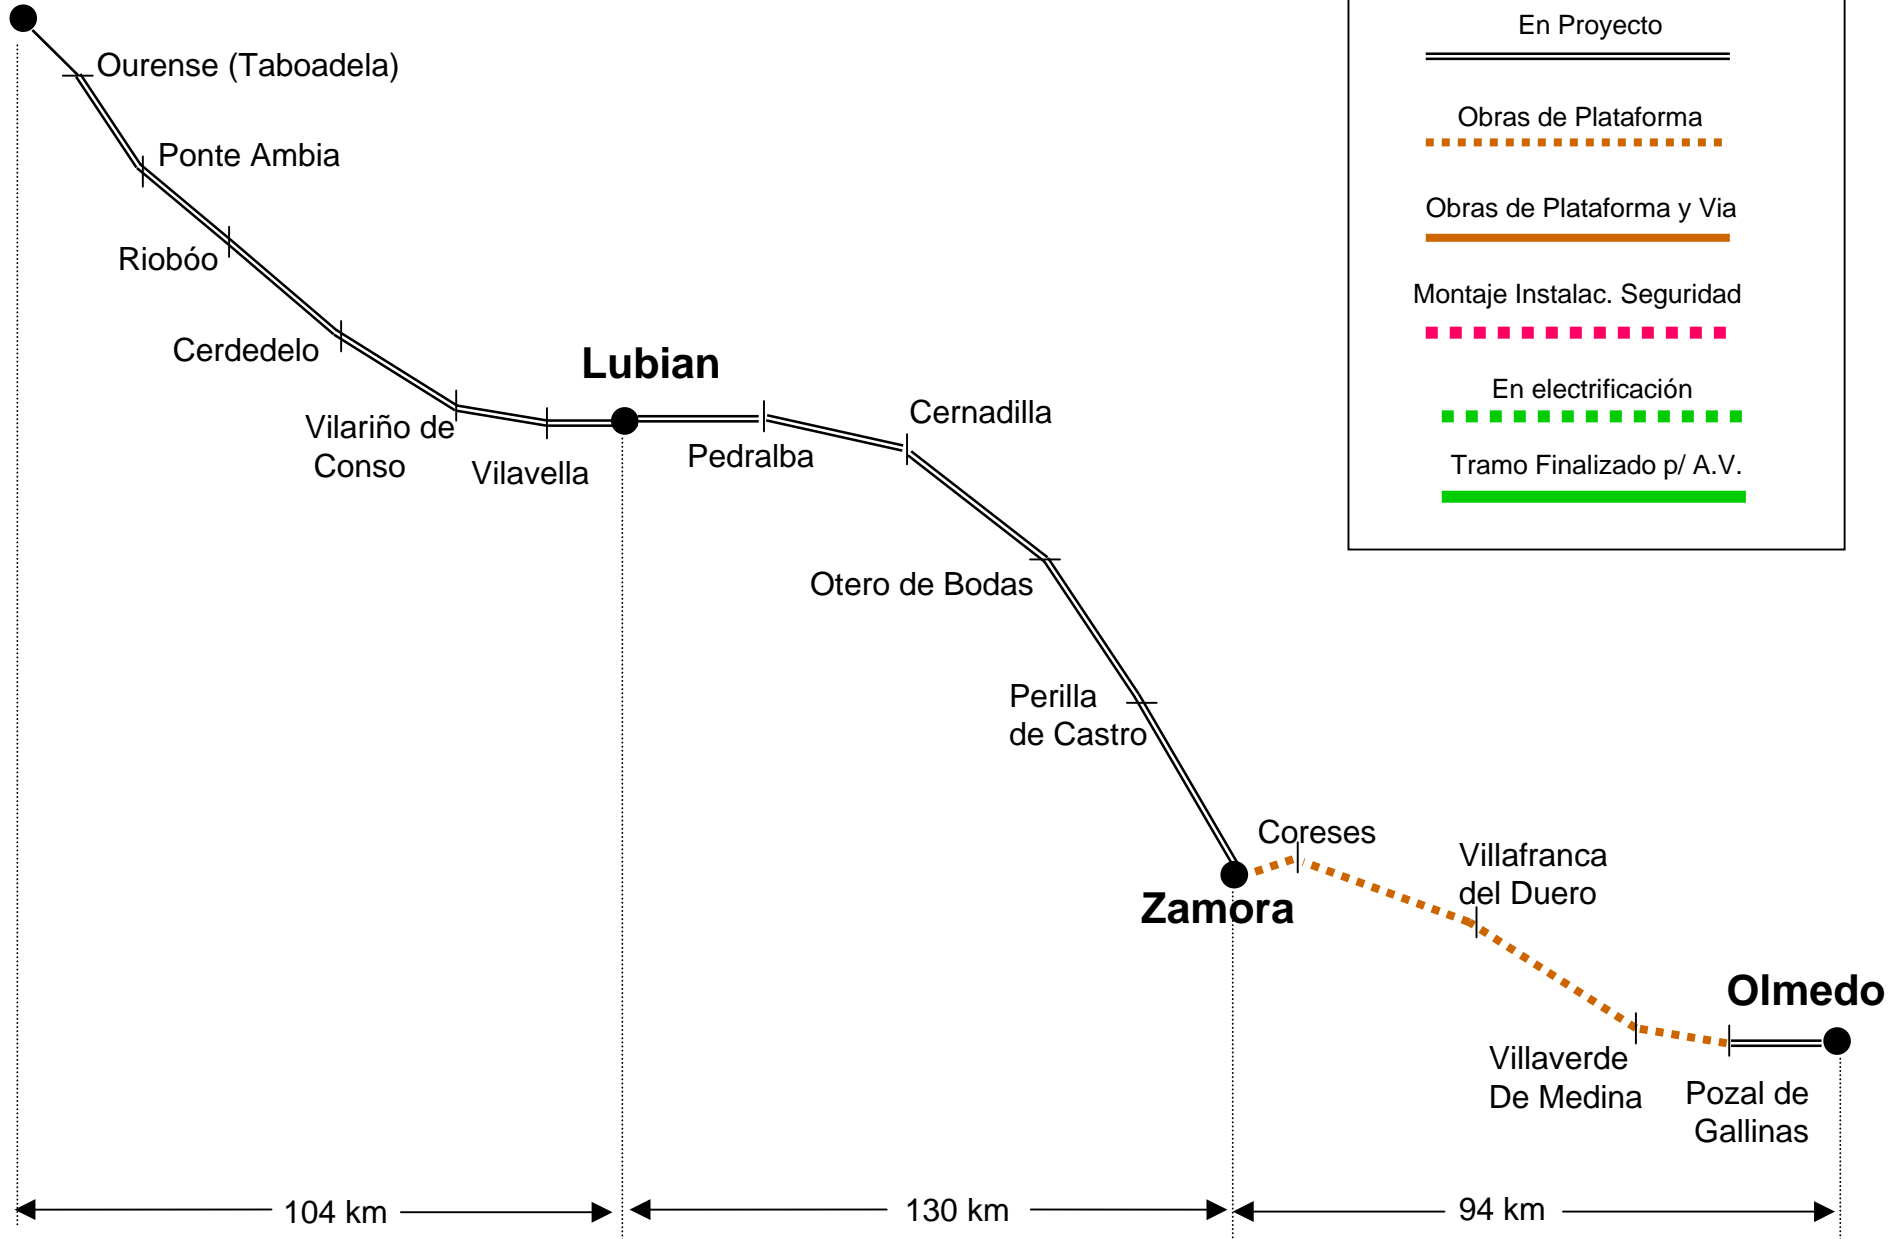 En Proyecto
Obras de Plataforma
Obras de Plataforma y Via
Montaje Instalac. Seguridad
En electrificación
Tramo Finalizado p/ A.V.
Ourense (Taboadela)
Ponte Ambia
Riobóo
Cerdedelo
Vilariño de
Conso
Vilavella
Lubian
Pedralba
Cernadilla
Otero de Bodas
Perilla
de Castro
Zamora
Coreses
Villafranca
del Duero
Villaverde
De Medina
Pozal de
Gallinas
Olmedo
104 km
130 km
94 km